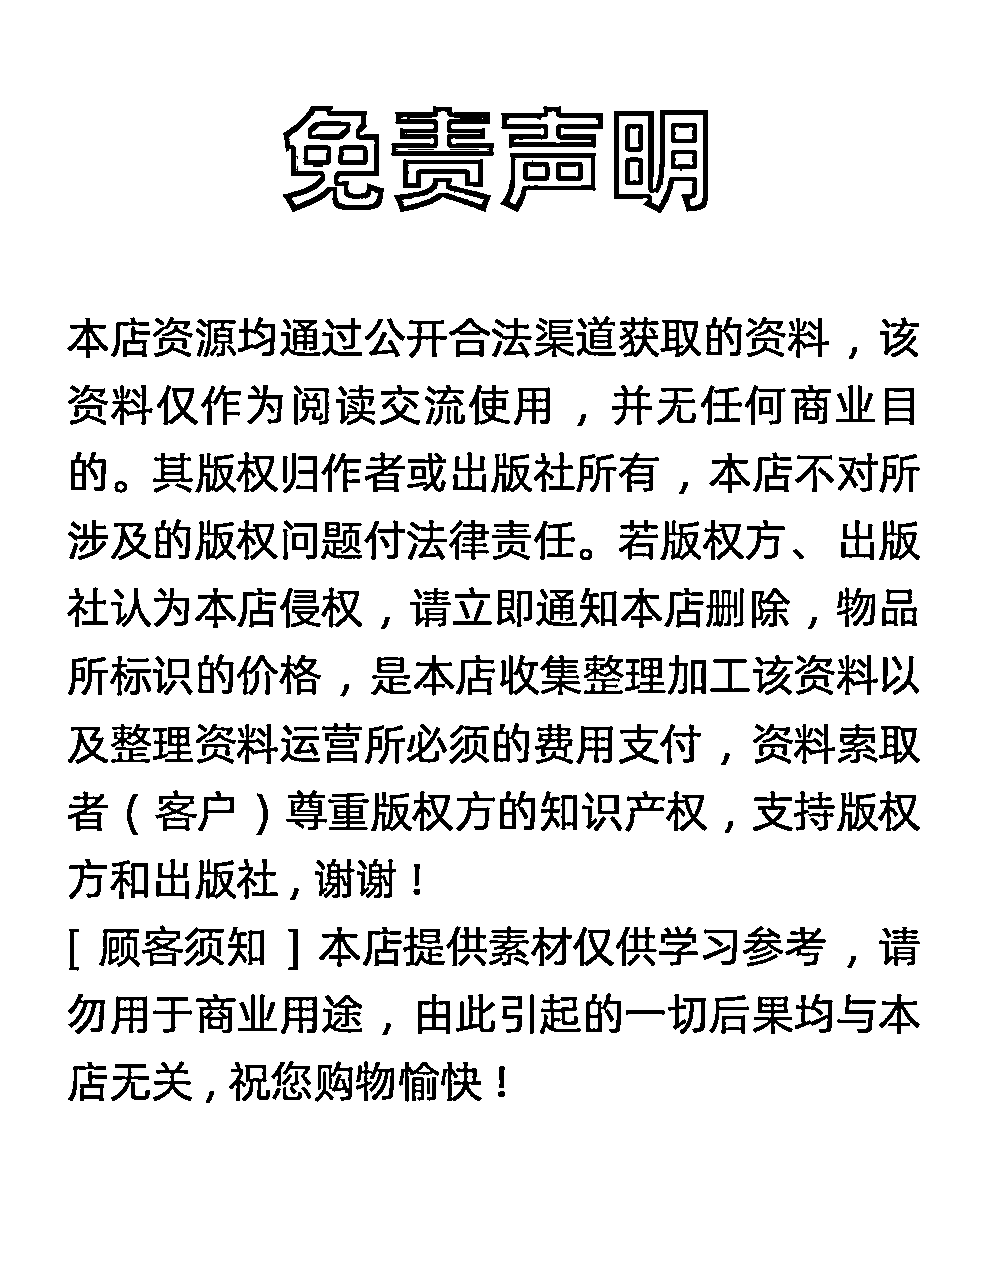 免责声明
本店资源均通过公开合法渠道获取的资料，该
资料仅作为阅读交流使用，并无任何商业目
的。其版权归作者或出版社所有，本店不对所
涉及的版权问题付法律责任。若版权方、出版
社认为本店侵权，请立即通知本店删除，物品
所标识的价格，是本店收集整理加工该资料以
及整理资料运营所必须的费用支付，资料索取
者(客户)尊重版权方的知识产权，支持版权
方和出版社,谢谢!
[顾客须知]本店提供素材仅供学习参考，请
勿用于商业用途，由此引起的一切后果均与本
店无关,祝您购物愉快!